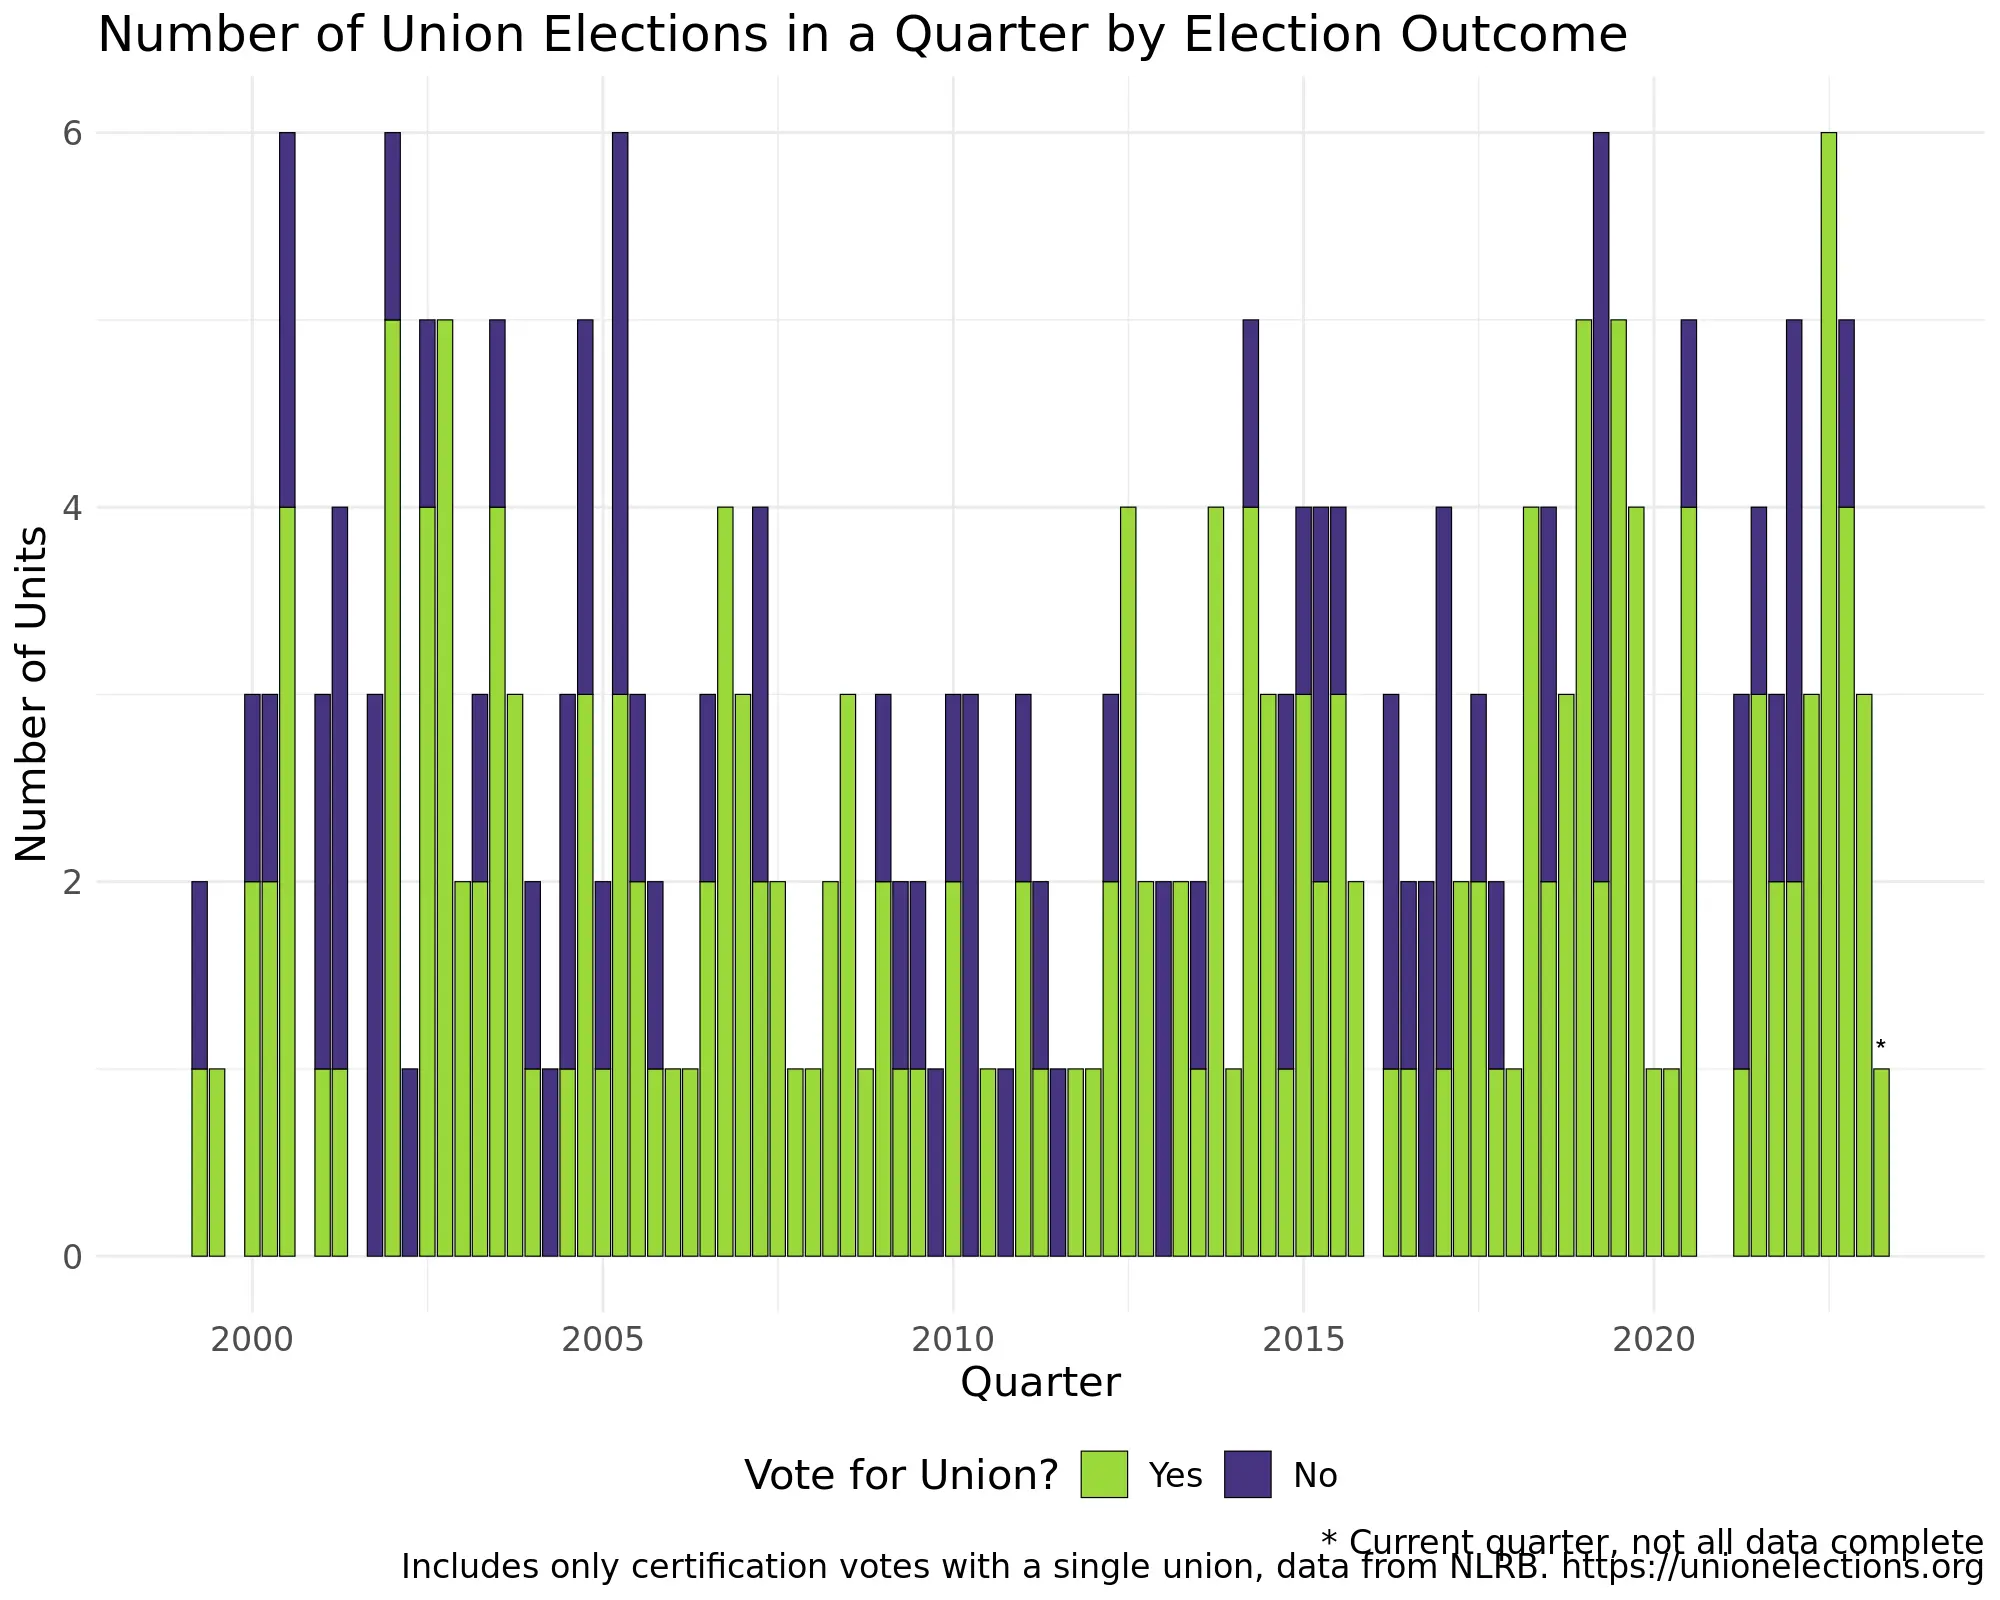 Number of Union Elections in a Quarter by Election Outcome
6
4
2
0
Number of Units
*
2000 2005 2010 2015 2020
Quarter
Vote for Union? Yes No
* Current quarter, not all data complete
Includes only certification votes with a single union, data from NLRB. https://unionelections.org